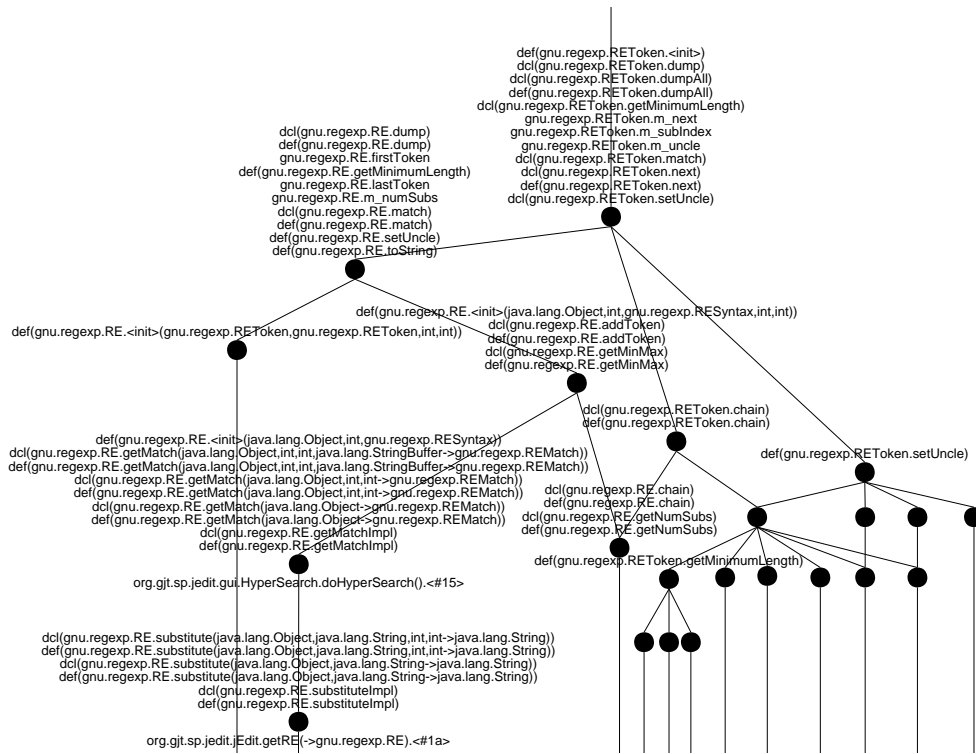 def(gnu.regexp.REToken.<init>)
dcl(gnu.regexp.REToken.dump)
dcl(gnu.regexp.REToken.dumpAll)
def(gnu.regexp.REToken.dumpAll)
dcl(gnu.regexp.REToken.getMinimumLength)
gnu.regexp.REToken.m_next
gnu.regexp.REToken.m_subIndex
gnu.regexp.REToken.m_uncle
dcl(gnu.regexp.REToken.match)
dcl(gnu.regexp.REToken.next)
def(gnu.regexp.REToken.next)
dcl(gnu.regexp.REToken.setUncle)
dcl(gnu.regexp.RE.dump)
def(gnu.regexp.RE.dump)
gnu.regexp.RE.firstToken
def(gnu.regexp.RE.getMinimumLength)
gnu.regexp.RE.lastToken
gnu.regexp.RE.m_numSubs
dcl(gnu.regexp.RE.match)
def(gnu.regexp.RE.match)
def(gnu.regexp.RE.setUncle)
def(gnu.regexp.RE.toString)
def(gnu.regexp.RE.<init>(gnu.regexp.REToken,gnu.regexp.REToken,int,int))
def(gnu.regexp.RE.<init>(java.lang.Object,int,gnu.regexp.RESyntax,int,int))
dcl(gnu.regexp.RE.addToken)
def(gnu.regexp.RE.addToken)
dcl(gnu.regexp.RE.getMinMax)
def(gnu.regexp.RE.getMinMax)
dcl(gnu.regexp.REToken.chain)
def(gnu.regexp.REToken.chain)
def(gnu.regexp.REToken.setUncle)
def(gnu.regexp.RE.<init>(java.lang.Object,int,gnu.regexp.RESyntax))
dcl(gnu.regexp.RE.getMatch(java.lang.Object,int,int,java.lang.StringBuffer->gnu.regexp.REMatch))
def(gnu.regexp.RE.getMatch(java.lang.Object,int,int,java.lang.StringBuffer->gnu.regexp.REMatch))
dcl(gnu.regexp.RE.getMatch(java.lang.Object,int,int->gnu.regexp.REMatch))
def(gnu.regexp.RE.getMatch(java.lang.Object,int,int->gnu.regexp.REMatch))
dcl(gnu.regexp.RE.getMatch(java.lang.Object->gnu.regexp.REMatch))
def(gnu.regexp.RE.getMatch(java.lang.Object->gnu.regexp.REMatch))
dcl(gnu.regexp.RE.getMatchImpl)
def(gnu.regexp.RE.getMatchImpl)
dcl(gnu.regexp.RE.chain)
def(gnu.regexp.RE.chain)
dcl(gnu.regexp.RE.getNumSubs)
def(gnu.regexp.RE.getNumSubs)
def(gnu.regexp.REToken.getMinimumLength)
org.gjt.sp.jedit.gui.HyperSearch.doHyperSearch().<#15>
dcl(gnu.regexp.RE.substitute(java.lang.Object,java.lang.String,int,int->java.lang.String))
def(gnu.regexp.RE.substitute(java.lang.Object,java.lang.String,int,int->java.lang.String))
dcl(gnu.regexp.RE.substitute(java.lang.Object,java.lang.String->java.lang.String))
def(gnu.regexp.RE.substitute(java.lang.Object,java.lang.String->java.lang.String))
dcl(gnu.regexp.RE.substituteImpl)
def(gnu.regexp.RE.substituteImpl)
org.gjt.sp.jedit.jEdit.getRE(->gnu.regexp.RE).<#1a>